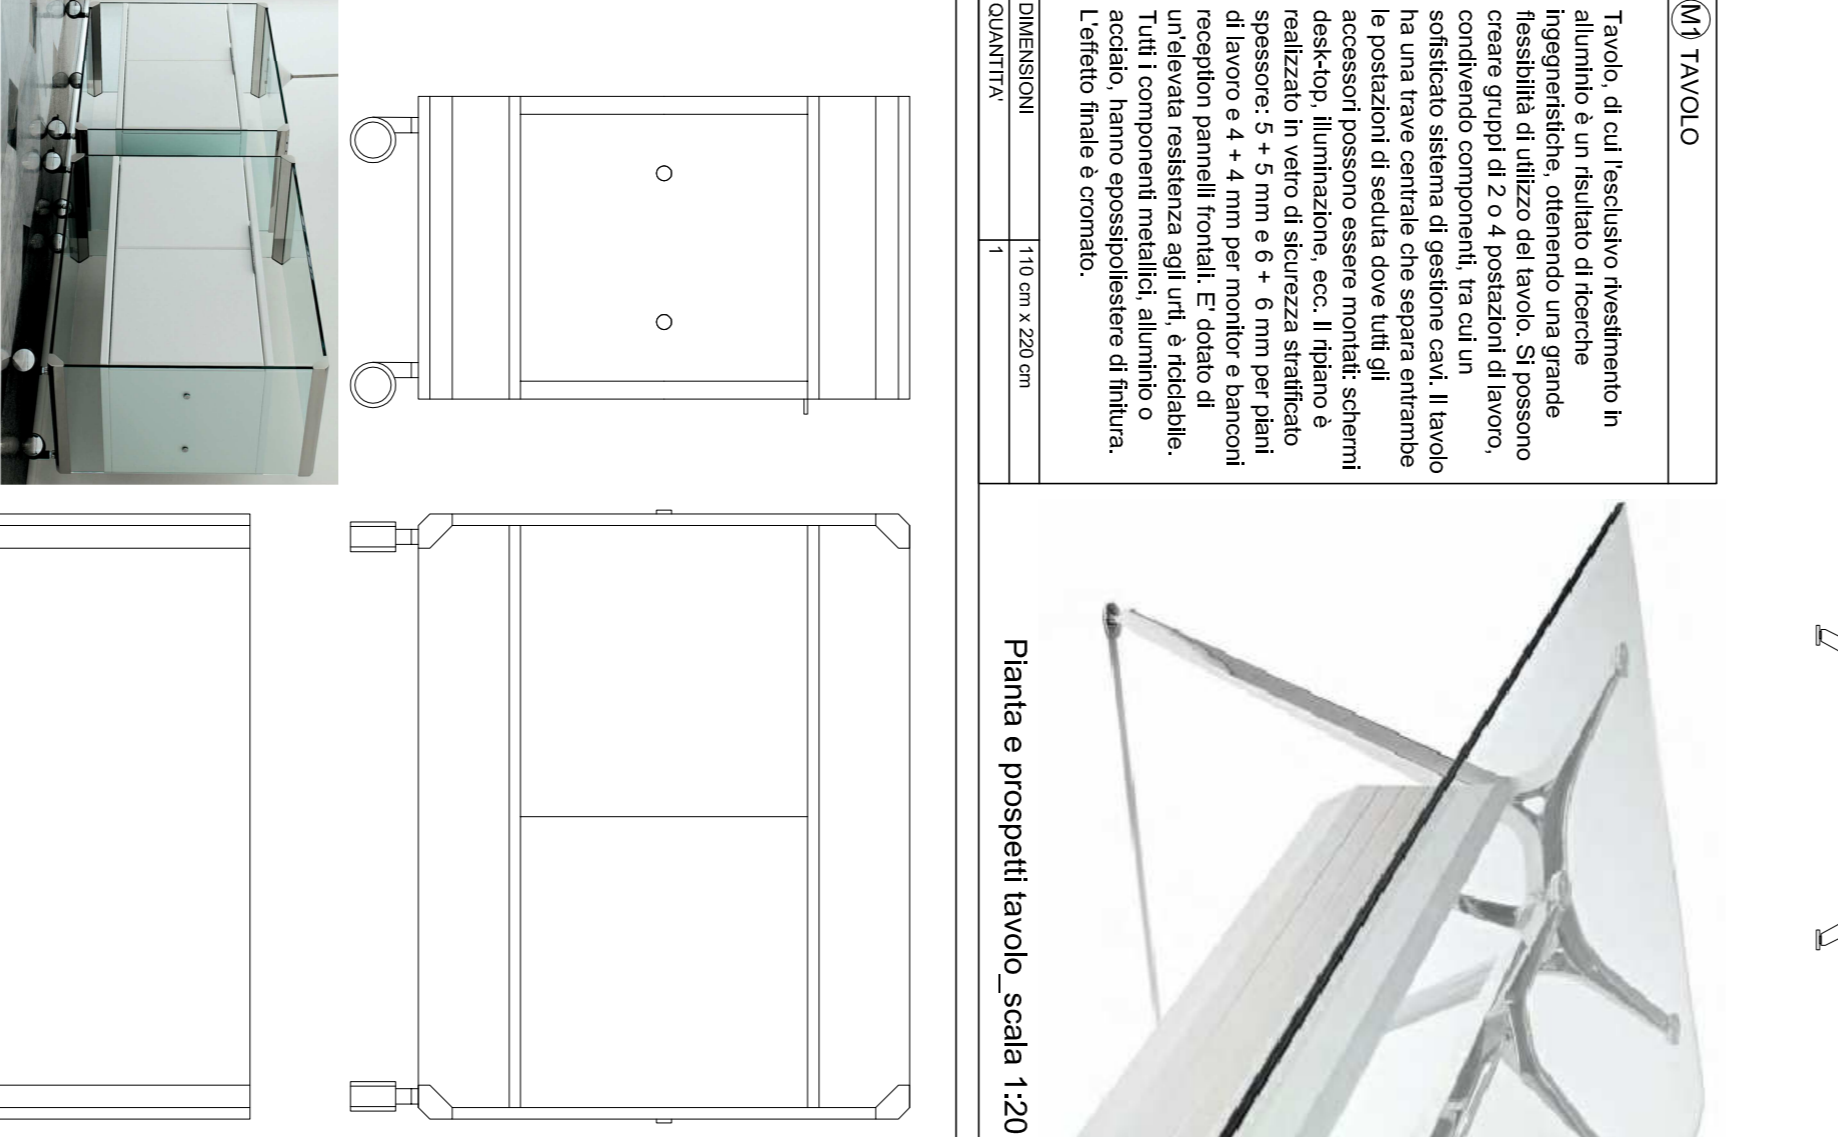 M1 TAVOLO
Tavolo, di cui l'esclusivo rivestimento in
alluminio è un risultato di ricerche
ingegneristiche, ottenendo una grande
flessibilità di utilizzo del tavolo. Si possono
creare gruppi di 2 o 4 postazioni di lavoro,
condividendo componenti, tra cui un
sofisticato sistema di gestione cavi. Il tavolo
ha una trave centrale che separa entrambe
le postazioni di seduta dove tutti gli
accessori possono essere montati: schermi
desk-top, illuminazione, ecc. Il ripiano è
realizzato in vetro di sicurezza stratificato
spessore: 5 + 5 mm e 6 + 6 mm per piani
di lavoro e 4 + 4 mm per monitor e banconi
reception pannelli frontali. E' dotato di
un'elevata resistenza agli urti, è riciclabile.
Tutti i componenti metallici, alluminio o
acciaio, hanno epossipoliestere di finitura.
L'effetto finale è cromato.
DIMENSIONI 110 cm x 220 cm
QUANTITA' 1
Pianta e prospetti tavolo_scala 1:20